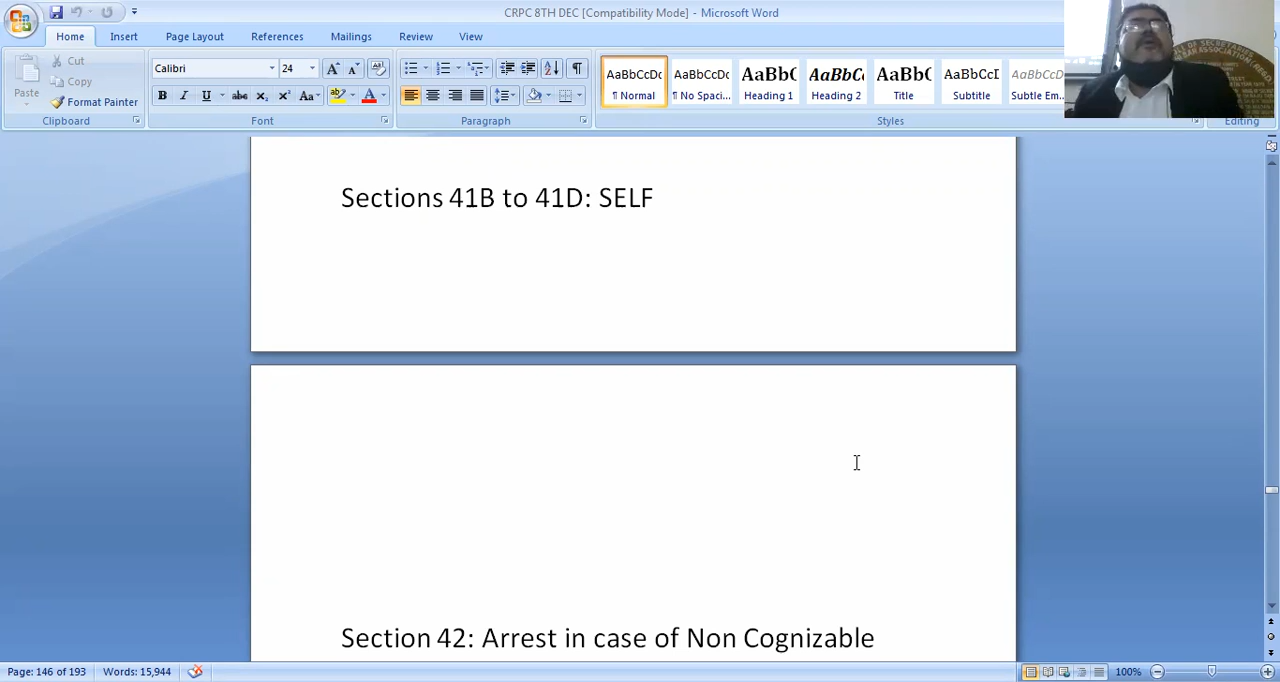 CRPC 8TH DEC [Compatibility Mode] - Microsoft Word
Home Insert Page Layout References Mailings Review View
Cut
Copy
Paste
Format Painter
Clipboard
Calibri 24
Font
Paragraph
AaBbCcDc AaBbCcDc AaBbC AaBbC AaBbC AaBbCcI AaBbCcD
¶ Normal ¶ No Spaci... Heading 1 Heading 2 Title Subtitle Subtle Em...
Styles
Editing
Sections 41B to 41D: SELF
Section 42: Arrest in case of Non Cognizable
Page: 146 of 193 Words: 15,944 100%